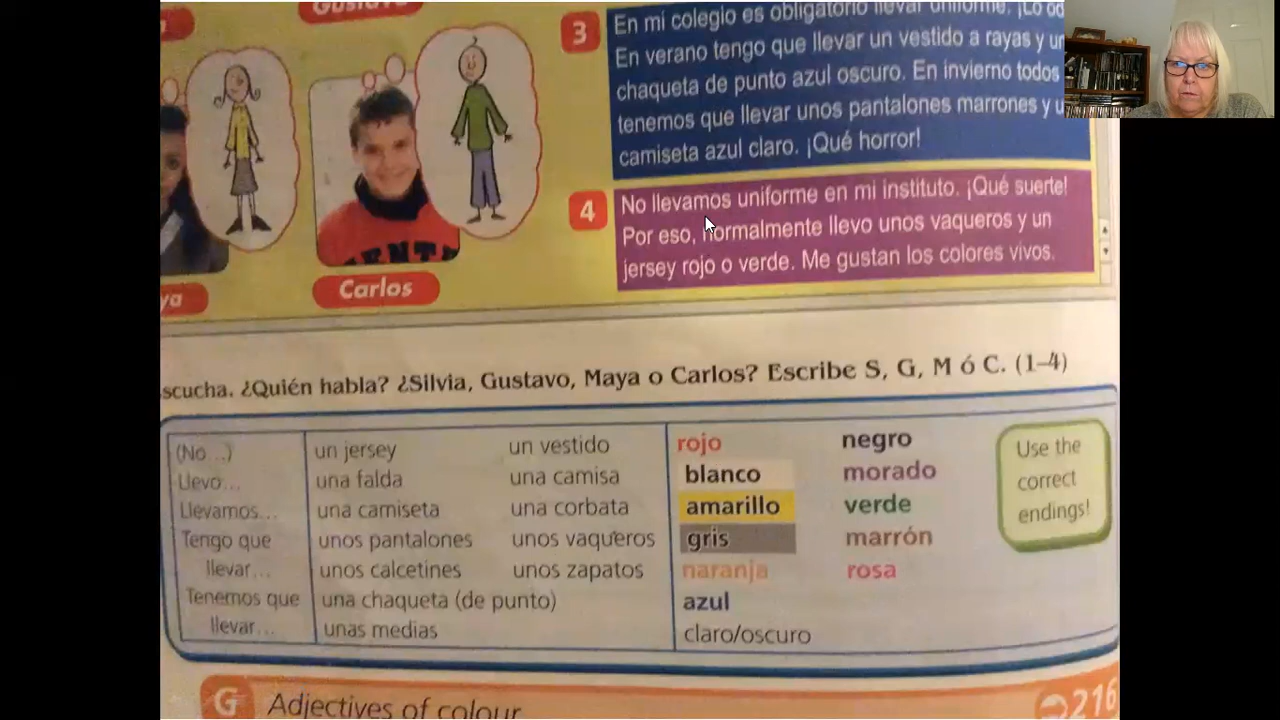 3
En mi colegio es obligatorio llevar uniforme. ¡Lo
En verano tengo que llevar un vestido a rayas y
chaqueta de punto azul oscuro. En invierno todos
tenemos que llevar unos pantalones marrones y
camiseta azul claro. ¡Qué horror!
4
No llevamos uniforme en mi instituto. ¡Qué suerte!
Por eso, normalmente llevo unos vaqueros y un
jersey rojo o verde. Me gustan los colores vivos.
Carlos
¿Quién habla? ¿Silvia, Gustavo, Maya o Carlos? Escribe S, G, M ó C. (1–4)
(No ...) un jersey un vestido rojo negro
Llevo... una falda una camisa blanco morado
Llevamos... una camiseta una corbata amarillo verde
Tengo que unos pantalones unos vaqueros gris marrón
llevar... unos calcetines unos zapatos naranja rosa
Tenemos que una chaqueta (de punto) azul
llevar... unas medias claro/oscuro
Use the
correct
endings!
G Adjectives of colour
216